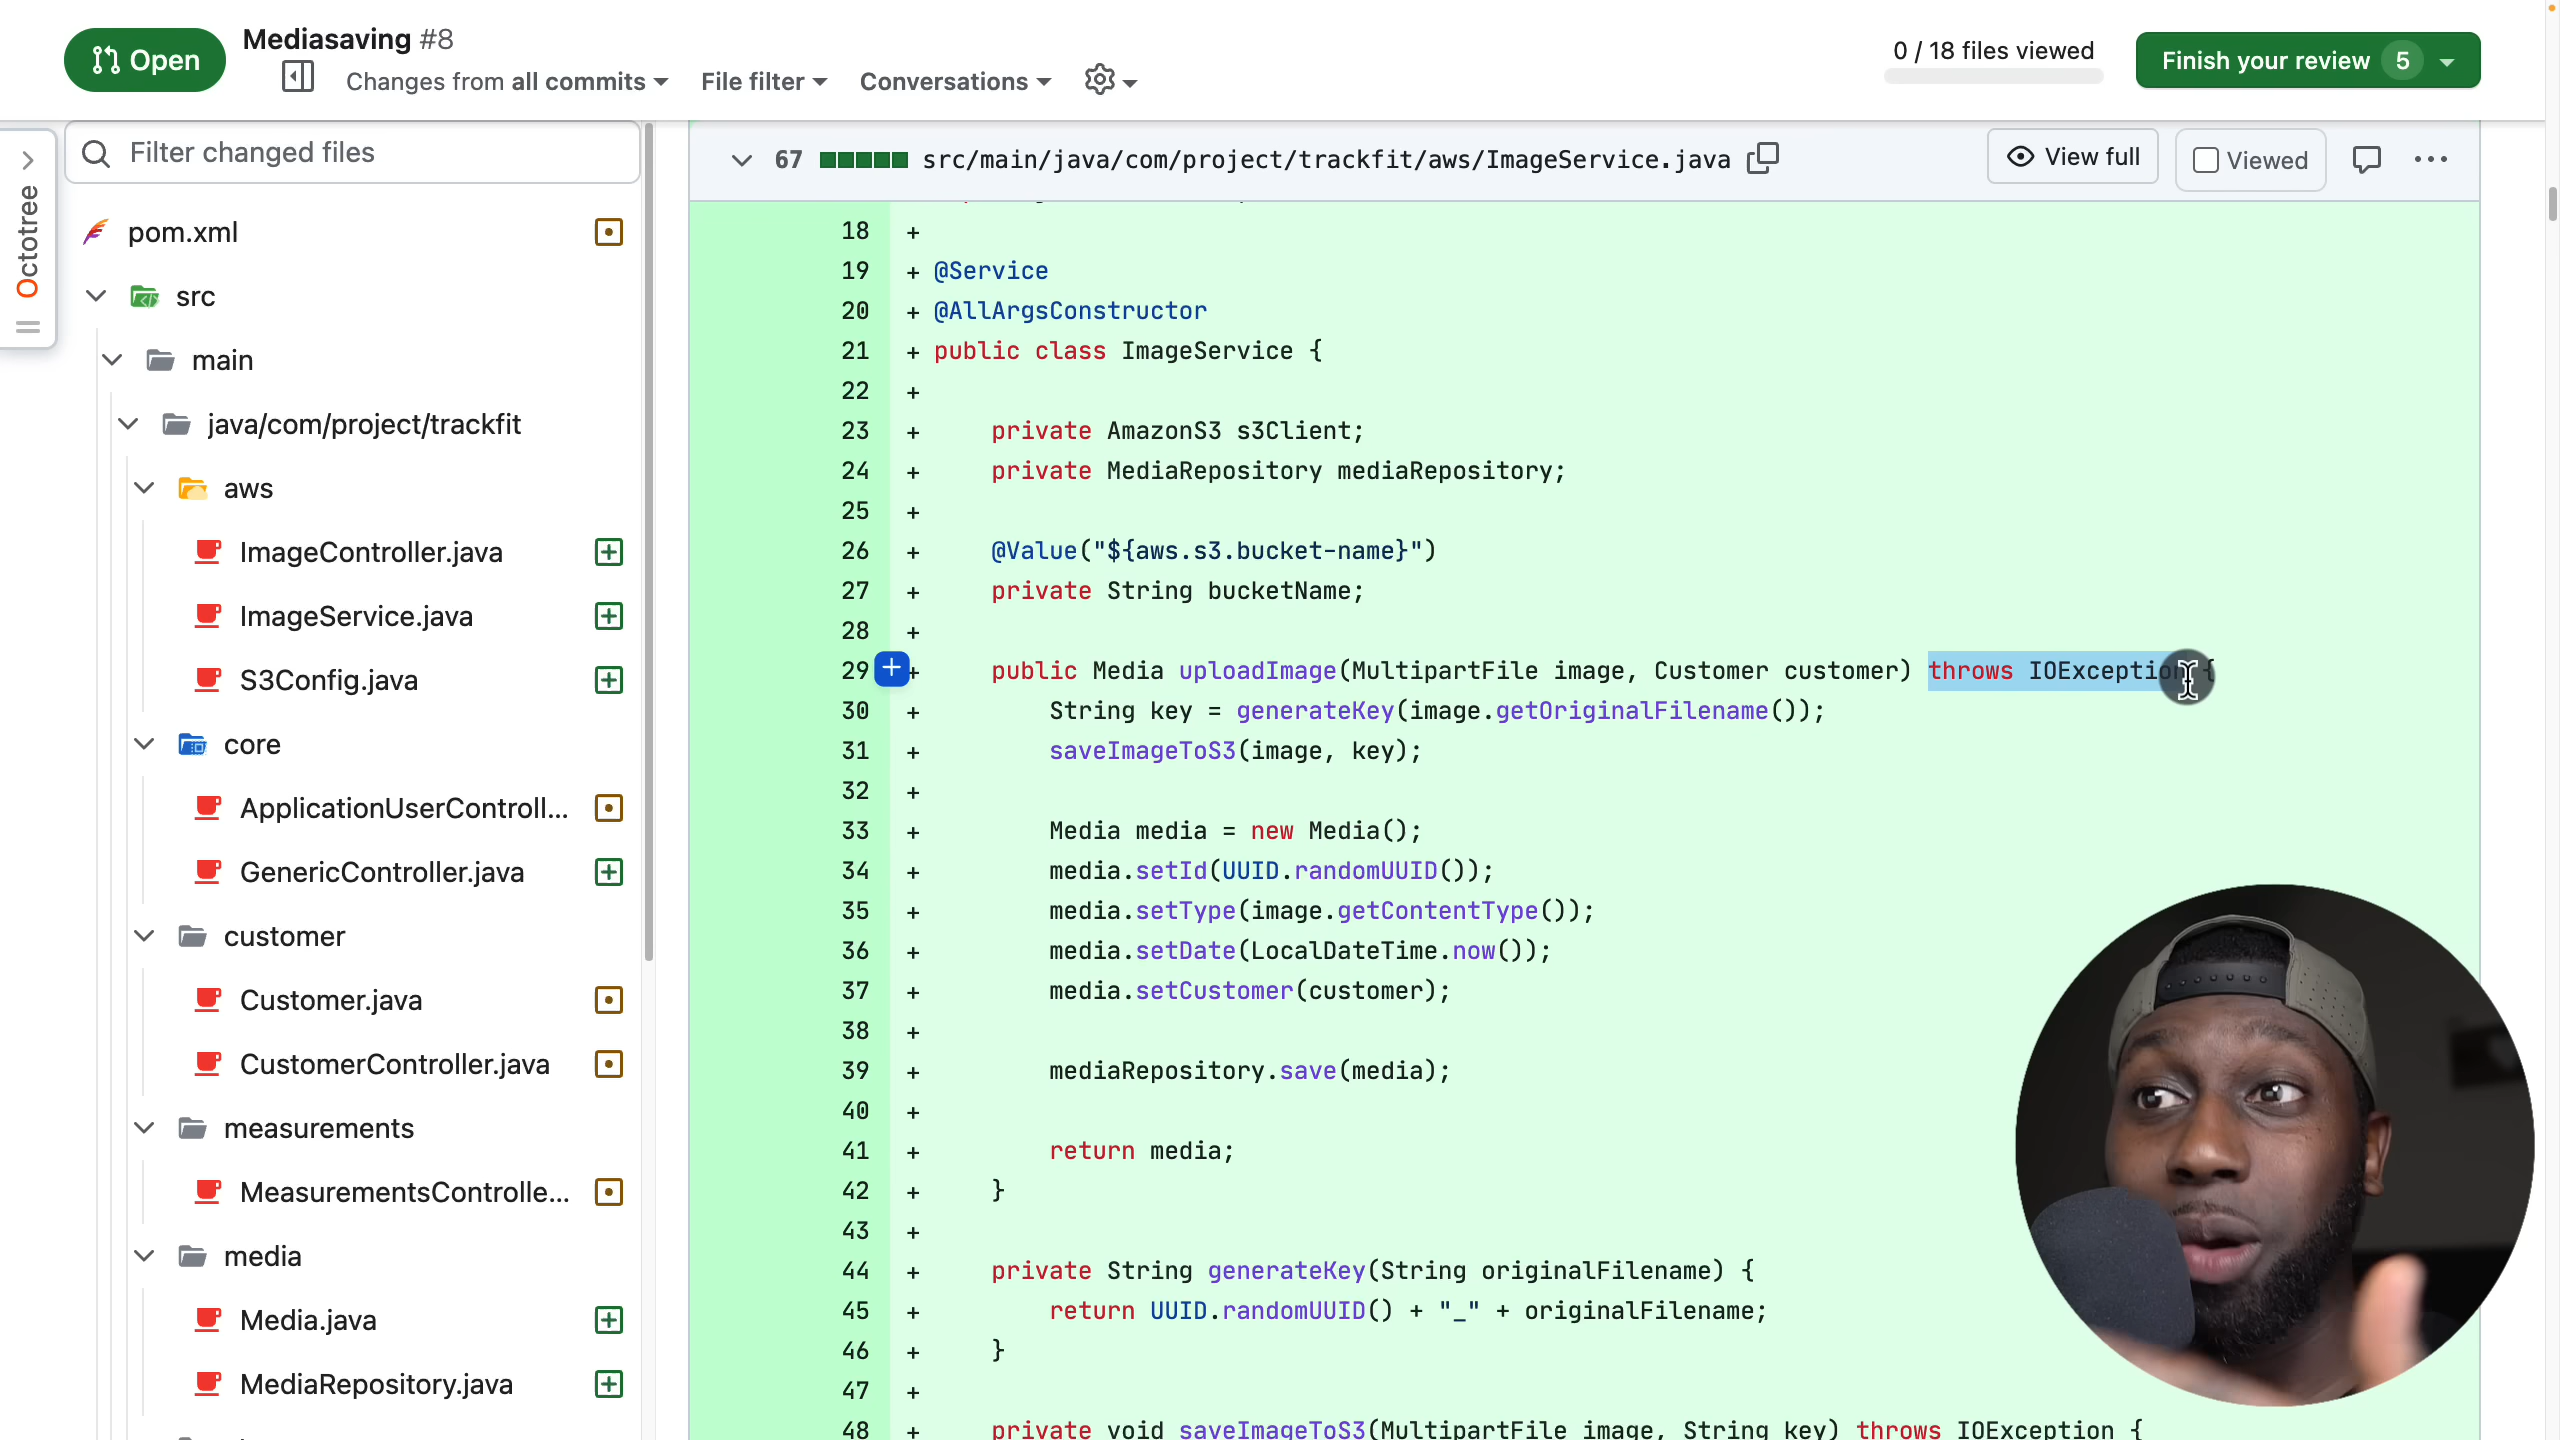 Open
Mediasaving #8
Changes from all commits
File filter
Conversations
0 / 18 files viewed
Finish your review 5
Octotree
Filter changed files
pom.xml
src
main
java/com/project/trackfit
aws
ImageController.java
ImageService.java
S3Config.java
core
ApplicationUserControll...
GenericController.java
customer
Customer.java
CustomerController.java
measurements
MeasurementsControlle...
media
Media.java
MediaRepository.java
67 src/main/java/com/project/trackfit/aws/ImageService.java
View full
Viewed
18 +
19 + @Service
20 + @AllArgsConstructor
21 + public class ImageService {
22 +
23 + private AmazonS3 s3Client;
24 + private MediaRepository mediaRepository;
25 +
26 + @Value("${aws.s3.bucket-name}")
27 + private String bucketName;
28 +
29 + public Media uploadImage(MultipartFile image, Customer customer) throws IOException {
30 + String key = generateKey(image.getOriginalFilename());
31 + saveImageToS3(image, key);
32 +
33 + Media media = new Media();
34 + media.setId(UUID.randomUUID());
35 + media.setType(image.getContentType());
36 + media.setDate(LocalDateTime.now());
37 + media.setCustomer(customer);
38 +
39 + mediaRepository.save(media);
40 +
41 + return media;
42 + }
43 +
44 + private String generateKey(String originalFilename) {
45 + return UUID.randomUUID() + "_" + originalFilename;
46 + }
47 +
48 + private void saveImageToS3(MultipartFile image, String key) throws IOException {